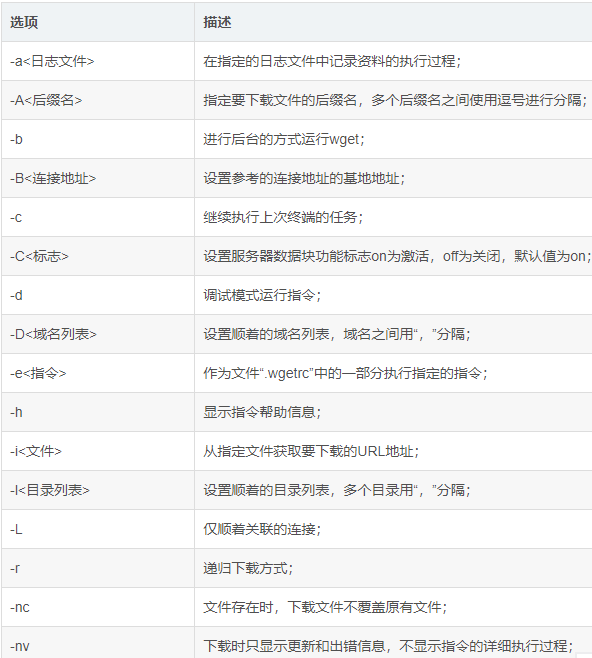 选项 描述
-a<日志文件> 在指定的日志文件中记录资料的执行过程；
-A<后缀名> 指定要下载文件的后缀名，多个后缀名之间使用逗号进行分隔；
-b 进行后台的方式运行wget；
-B<连接地址> 设置参考的连接地址的基地地址；
-c 继续执行上次终端的任务；
-C<标志> 设置服务器数据块功能标志on为激活，off为关闭，默认值为on；
-d 调试模式运行指令；
-D<域名列表> 设置顺着的域名列表，域名之间用“，”分隔；
-e<指令> 作为文件“.wgetrc”中的一部分执行指定的指令；
-h 显示指令帮助信息；
-i<文件> 从指定文件获取要下载的URL地址；
-l<目录列表> 设置顺着的目录列表，多个目录用“，”分隔；
-L 仅顺着关联的连接；
-r 递归下载方式；
-nc 文件存在时，下载文件不覆盖原有文件；
-nv 下载时只显示更新和出错信息，不显示指令的详细执行过程；